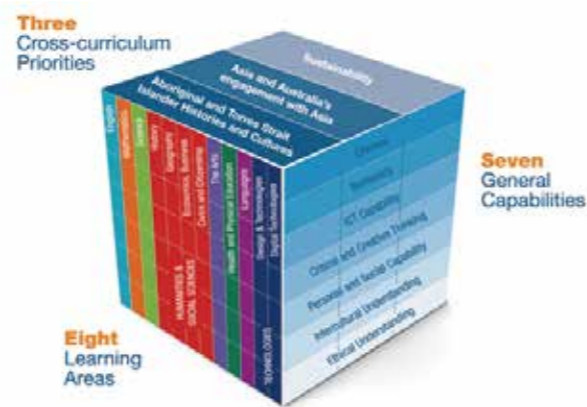 Three
Cross-curriculum
Priorities
Sustainability
Asia and Australia's
engagement with Asia
Aboriginal and Torres Strait
Islander Histories and Cultures
English
Mathematics
Science
History
Geography
Economics, Business
Civics and Citizenship
HUMANITIES &
SOCIAL SCIENCES
The Arts
Health and Physical Education
Languages
Design & Technologies
Digital Technologies
TECHNOLOGIES
Literacy
Numeracy
ICT Capability
Critical and Creative Thinking
Personal and Social Capability
Intercultural Understanding
Ethical Understanding
Seven
General
Capabilities
Eight
Learning
Areas